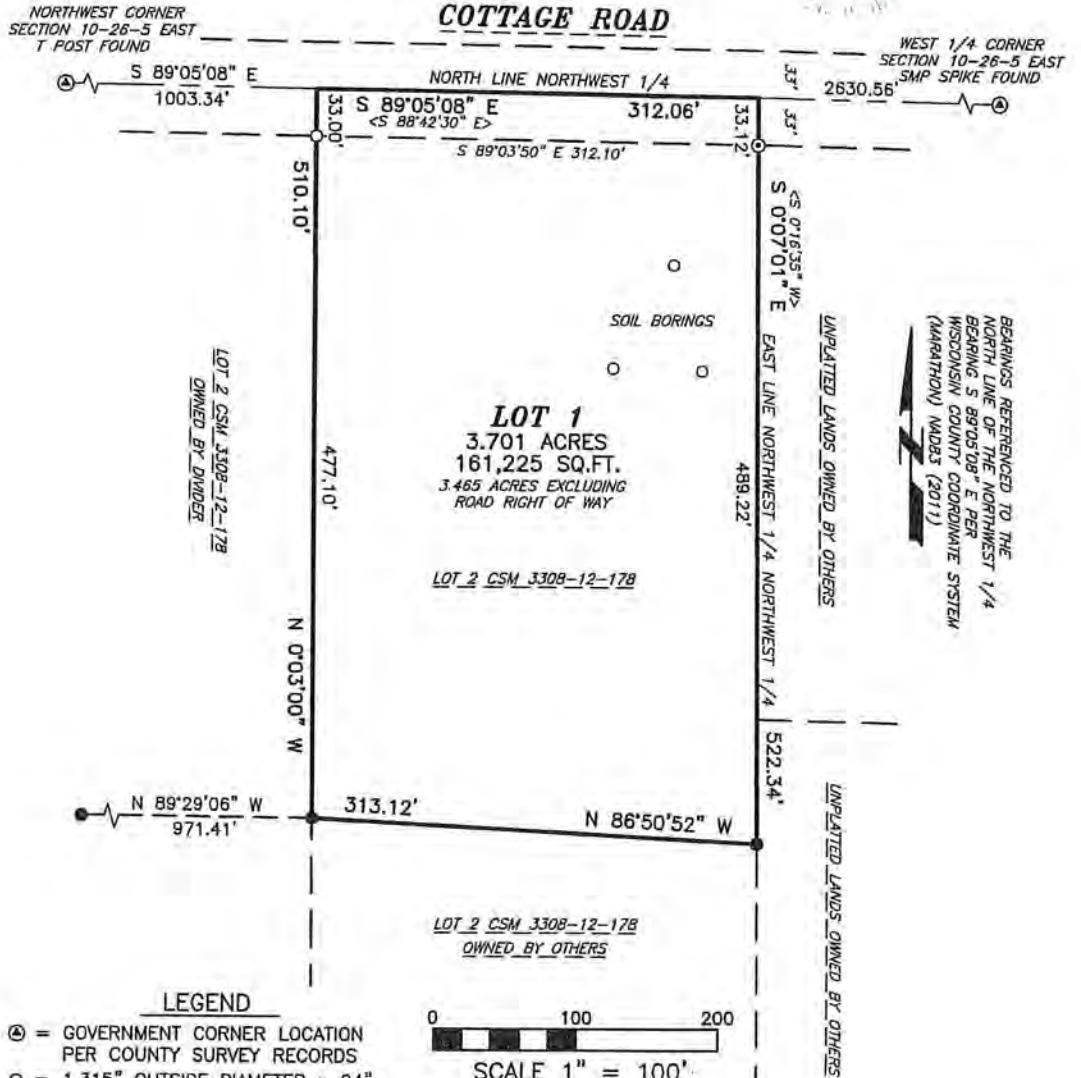 COTTAGE ROAD
NORTHWEST CORNER
SECTION 10-26-5 EAST
T POST FOUND
WEST 1/4 CORNER
SECTION 10-26-5 EAST
SMP SPIKE FOUND
S 89°05'08" E
1003.34'
NORTH LINE NORTHWEST 1/4
33'
33'
2630.56'
S 89°05'08" E
312.06'
<S 88°42'30" E>
33.00'
33.12'
S 89°03'50" E 312.10'
510.10'
<S 0°16'35" W>
S 0°07'01" E
SOIL BORINGS
EAST LINE NORTHWEST 1/4 NORTHWEST 1/4
UNPLATTED LANDS OWNED BY OTHERS
BEARINGS REFERENCED TO THE
NORTH LINE OF THE NORTHWEST 1/4
BEARING S 89°05'08" E PER
WISCONSIN COUNTY COORDINATE SYSTEM
(MARATHON) NAD83 (2011)
LOT 2 CSM 3308-12-178
OWNED BY DIVIDER
LOT 1
3.701 ACRES
161,225 SQ.FT.
3.465 ACRES EXCLUDING
ROAD RIGHT OF WAY
477.10'
489.22'
LOT 2 CSM 3308-12-178
N 0°03'00" W
522.34'
N 89°29'06" W
971.41'
313.12'
N 86°50'52" W
UNPLATTED LANDS OWNED BY OTHERS
LOT 2 CSM 3308-12-178
OWNED BY OTHERS
LEGEND
= GOVERNMENT CORNER LOCATION
PER COUNTY SURVEY RECORDS
= 1.315" OUTSIDE DIAMETER
0 100 200
SCALE 1" = 100'